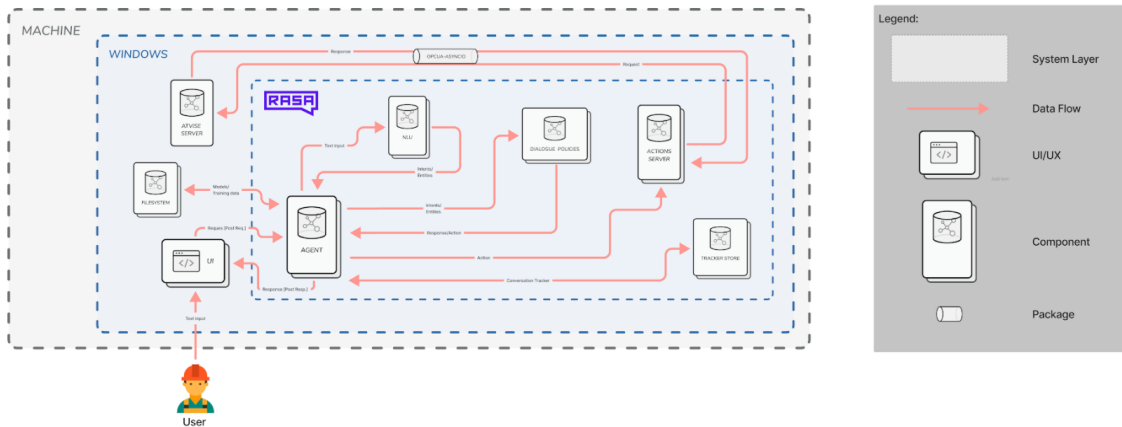 MACHINE
WINDOWS
Response
OPCUA-ASYNCIO
Request
RASA
ATVISE
SERVER
NLU
DIALOGUE POLICIES
ACTIONS
SERVER
Text input
Intents/
Entities
FILESYSTEM
Models/
Training data
Intents/
Entities
AGENT
Reques [Post Req.]
Response/Action
UI
Action
TRACKER STORE
Conversation Tracker
Response [Post Resp.]
Text input
User
Legend:
System Layer
Data Flow
UI/UX
Component
Package